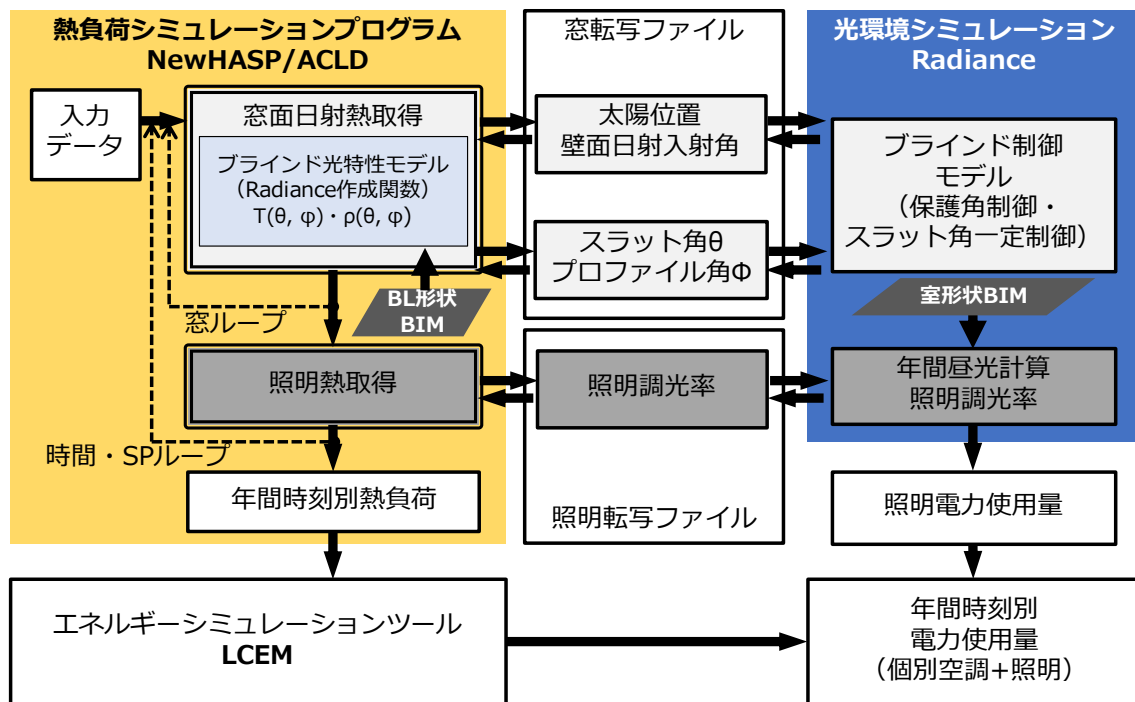 熱負荷シミュレーションプログラム
NewHASP/ACLD
入力
データ
窓面日射熱取得
ブラインド光特性モデル
（Radiance作成関数）
T(θ, φ)・ρ(θ, φ)
BL形状
BIM
窓ループ
照明熱取得
時間・SPループ
年間時刻別熱負荷
窓転写ファイル
太陽位置
壁面日射入射角
スラット角θ
プロファイル角Φ
照明調光率
照明転写ファイル
光環境シミュレーション
Radiance
ブラインド制御
モデル
（保護角制御・
スラット角一定制御）
室形状BIM
年間昼光計算
照明調光率
照明電力使用量
エネルギーシミュレーションツール
LCEM
年間時刻別
電力使用量
（個別空調+照明）